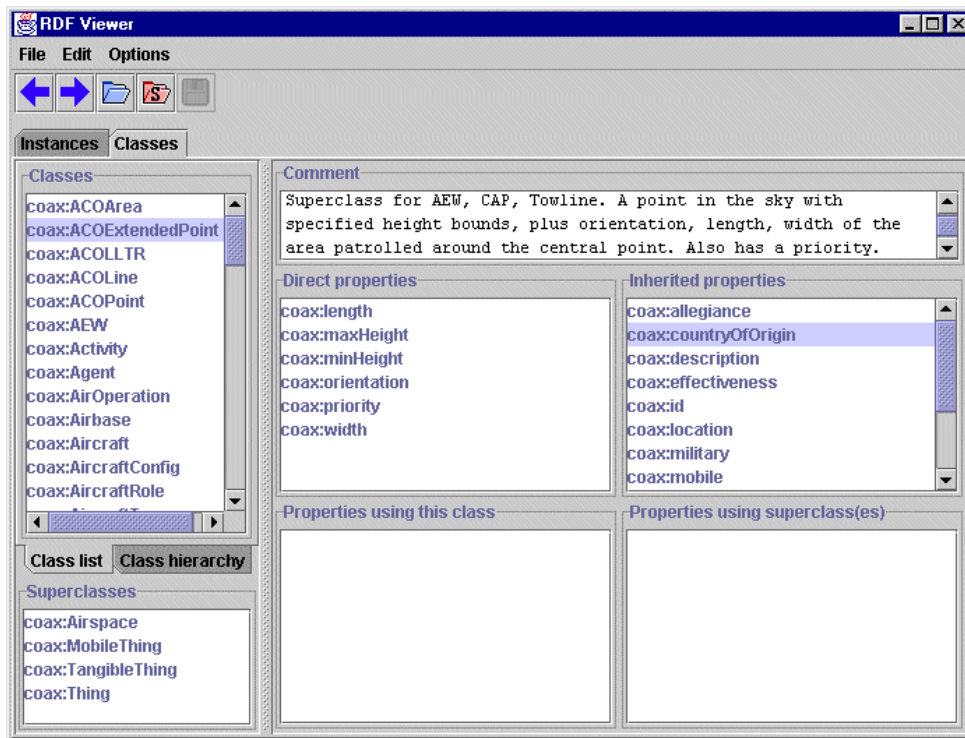 RDF Viewer
File Edit Options
S
Instances Classes
Classes
coax:ACOArea
coax:ACOExtendedPoint
coax:ACOLLTR
coax:ACOLine
coax:ACOPoint
coax:AEW
coax:Activity
coax:Agent
coax:AirOperation
coax:Airbase
coax:Aircraft
coax:AircraftConfig
coax:AircraftRole
Class list Class hierarchy
Superclasses
coax:Airspace
coax:MobileThing
coax:TangibleThing
coax:Thing
Comment
Superclass for AEW, CAP, Towline. A point in the sky with
specified height bounds, plus orientation, length, width of the
area patrolled around the central point. Also has a priority.
Direct properties
coax:length
coax:maxHeight
coax:minHeight
coax:orientation
coax:priority
coax:width
Inherited properties
coax:allegiance
coax:countryOfOrigin
coax:description
coax:effectiveness
coax:id
coax:location
coax:military
coax:mobile
Properties using this class
Properties using superclass(es)